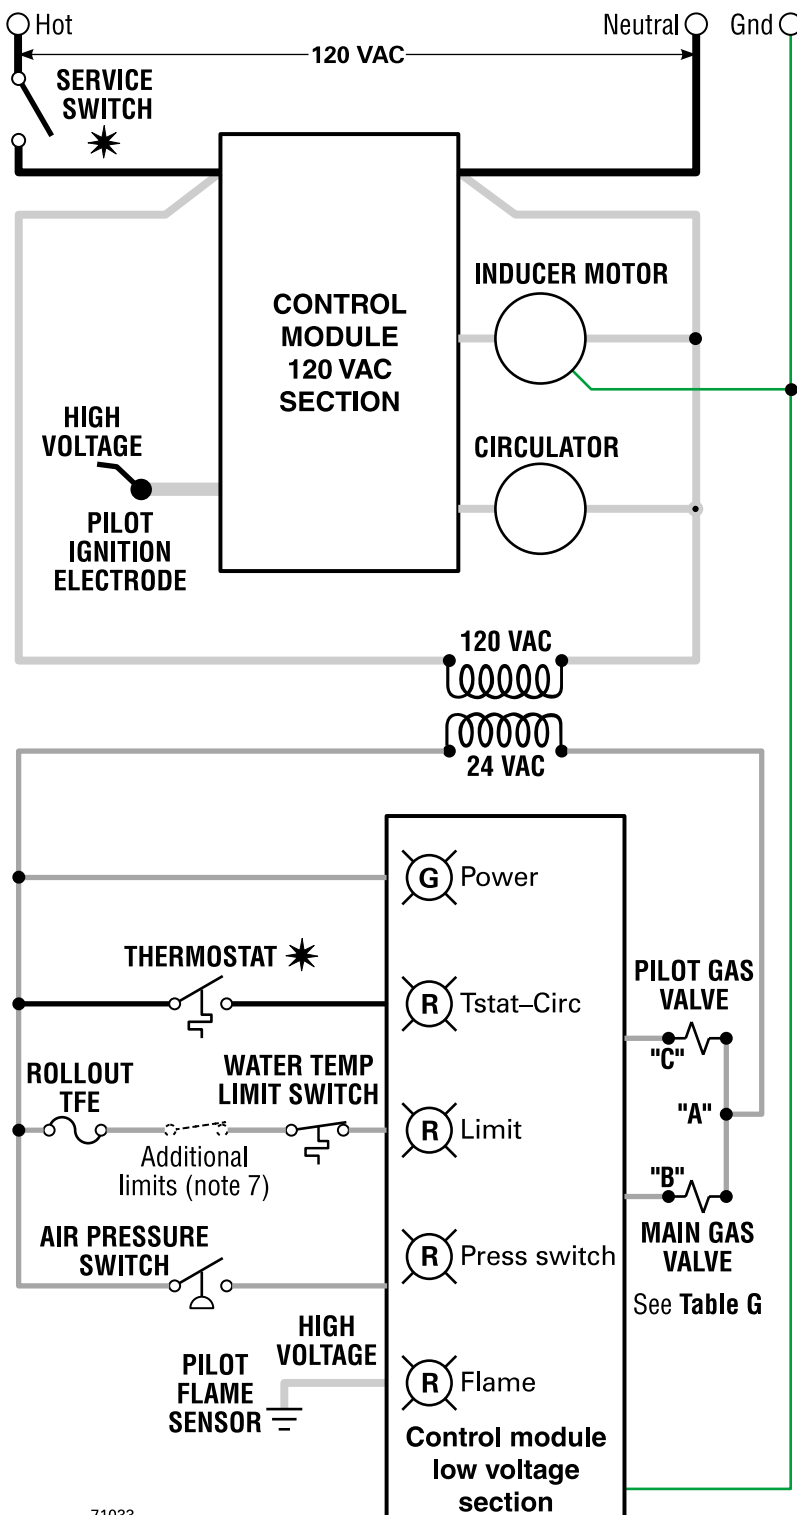 Hot
Neutral
Gnd
120 VAC
SERVICE
SWITCH
CONTROL
MODULE
120 VAC
SECTION
INDUCER MOTOR
HIGH
VOLTAGE
PILOT
IGNITION
ELECTRODE
CIRCULATOR
120 VAC
24 VAC
G Power
THERMOSTAT
R Tstat–Circ
PILOT GAS
VALVE
"C"
ROLLOUT
TFE
WATER TEMP
LIMIT SWITCH
"A"
R Limit
Additional
limits (note 7)
"B"
MAIN GAS
VALVE
AIR PRESSURE
SWITCH
R Press switch
See Table G
HIGH
VOLTAGE
PILOT
FLAME
SENSOR
R Flame
Control module
low voltage
section
71033